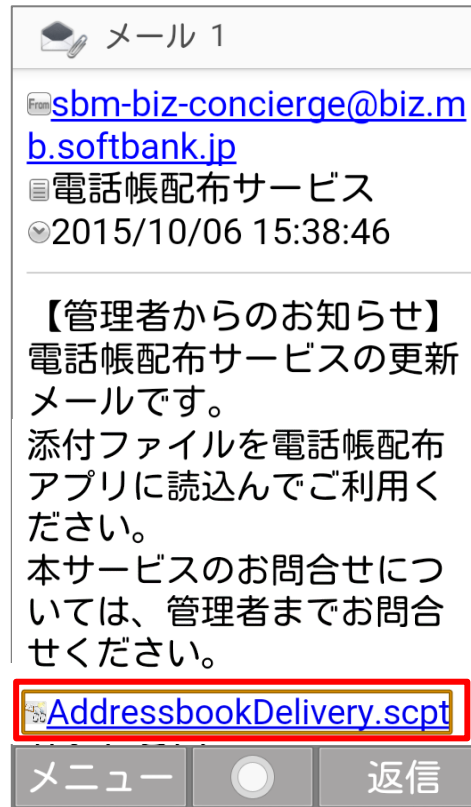 メール 1
From sbm-biz-concierge@biz.m
b.softbank.jp
電話帳配布サービス
2015/10/06 15:38:46
【管理者からのお知らせ】
電話帳配布サービスの更新
メールです。
添付ファイルを電話帳配布
アプリに読込んでご利用く
ださい。
本サービスのお問合せにつ
いては、管理者までお問合
せください。
AddressbookDelivery.scpt
メニュー 返信